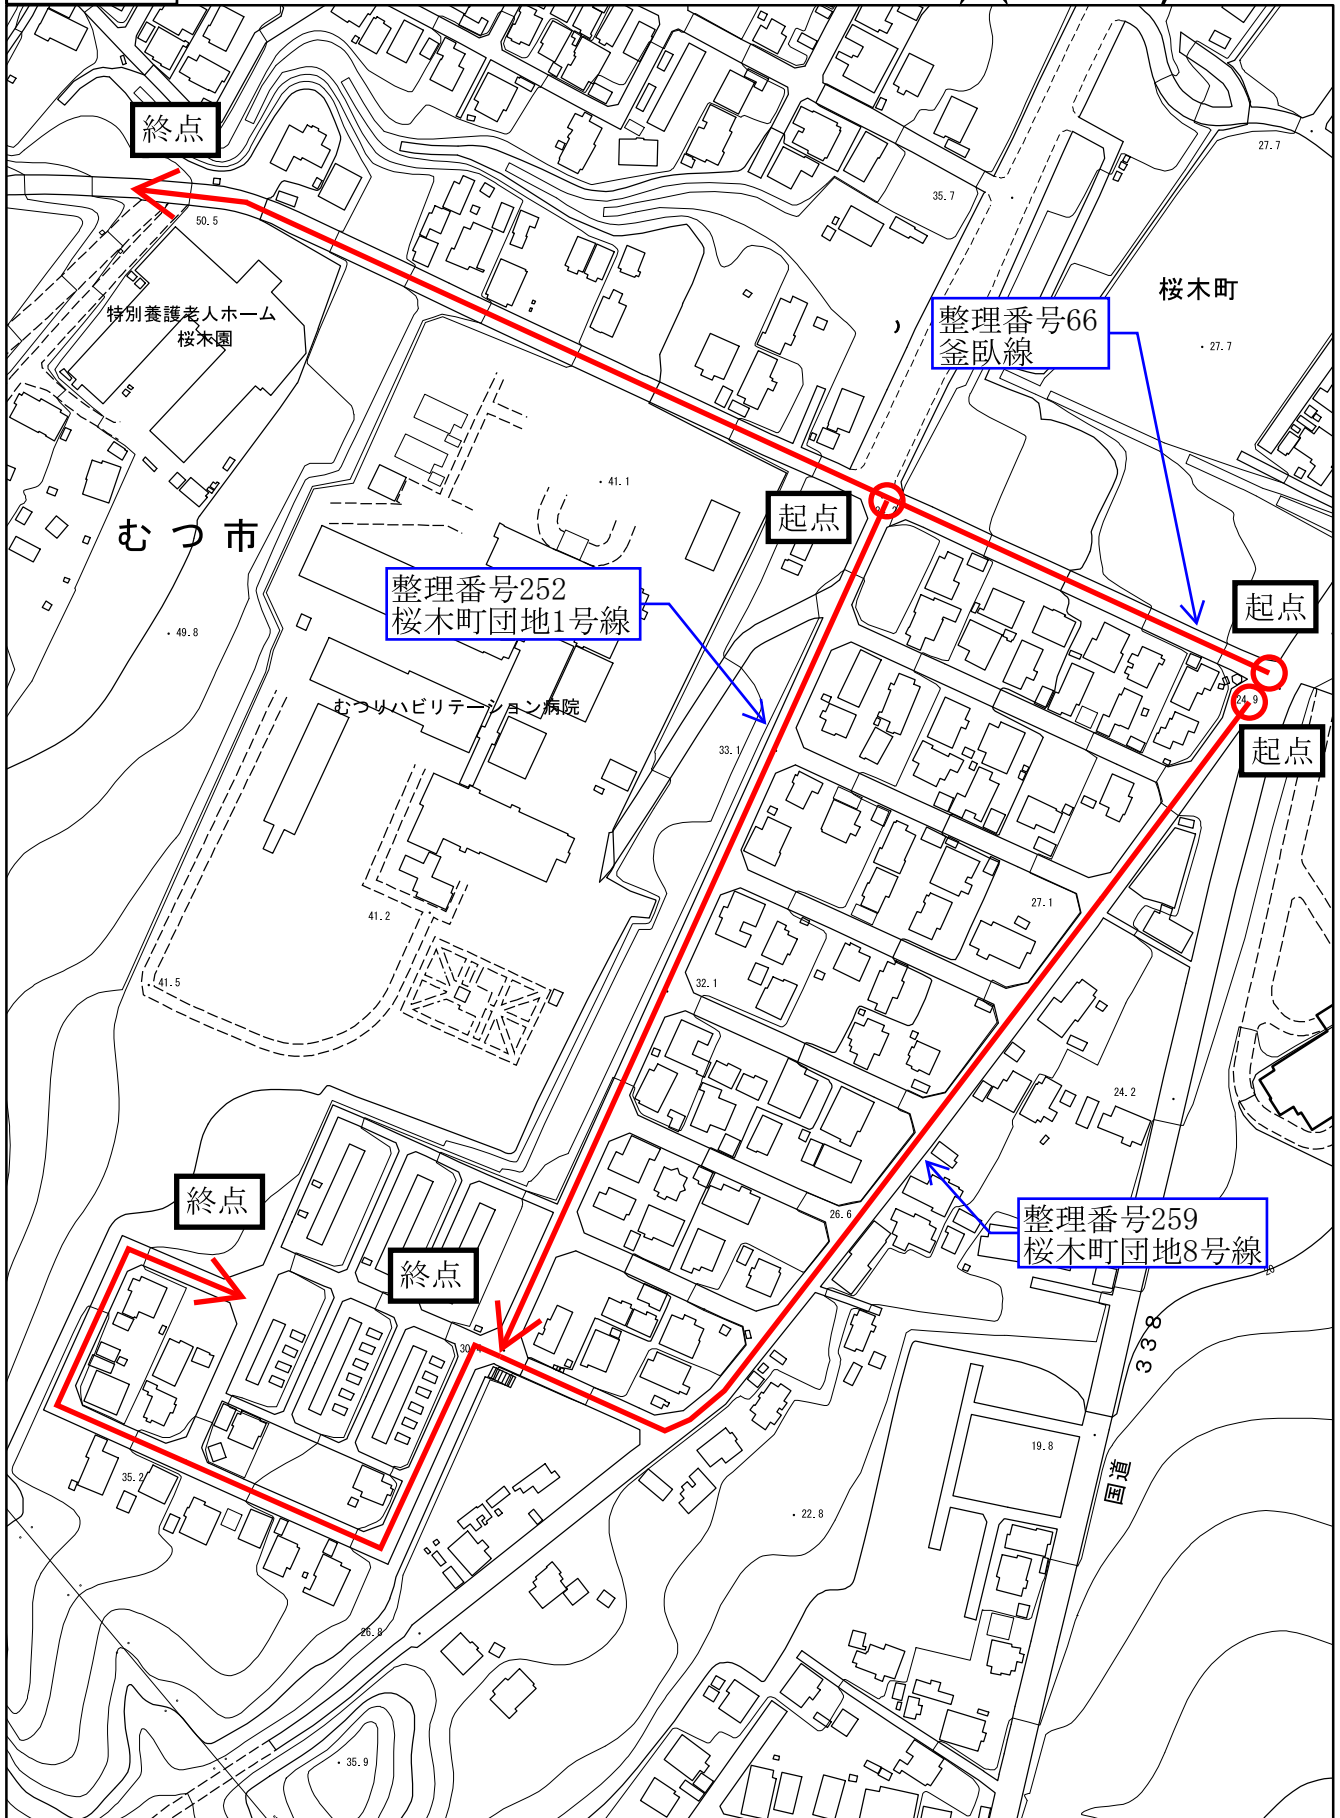 終点
27.7
35.7
50.5
桜木町
特別養護老人ホーム
桜木園
整理番号66
釜臥線
27.7
41.1
起点
むつ市
整理番号252
桜木町団地1号線
起点
49.8
24.9
むつリハビリテーション病院
起点
33.1
27.1
41.2
41.5
32.1
24.2
終点
整理番号259
桜木町団地8号線
26.6
終点
338
19.8
35.2
国道
22.8
26.8
35.9